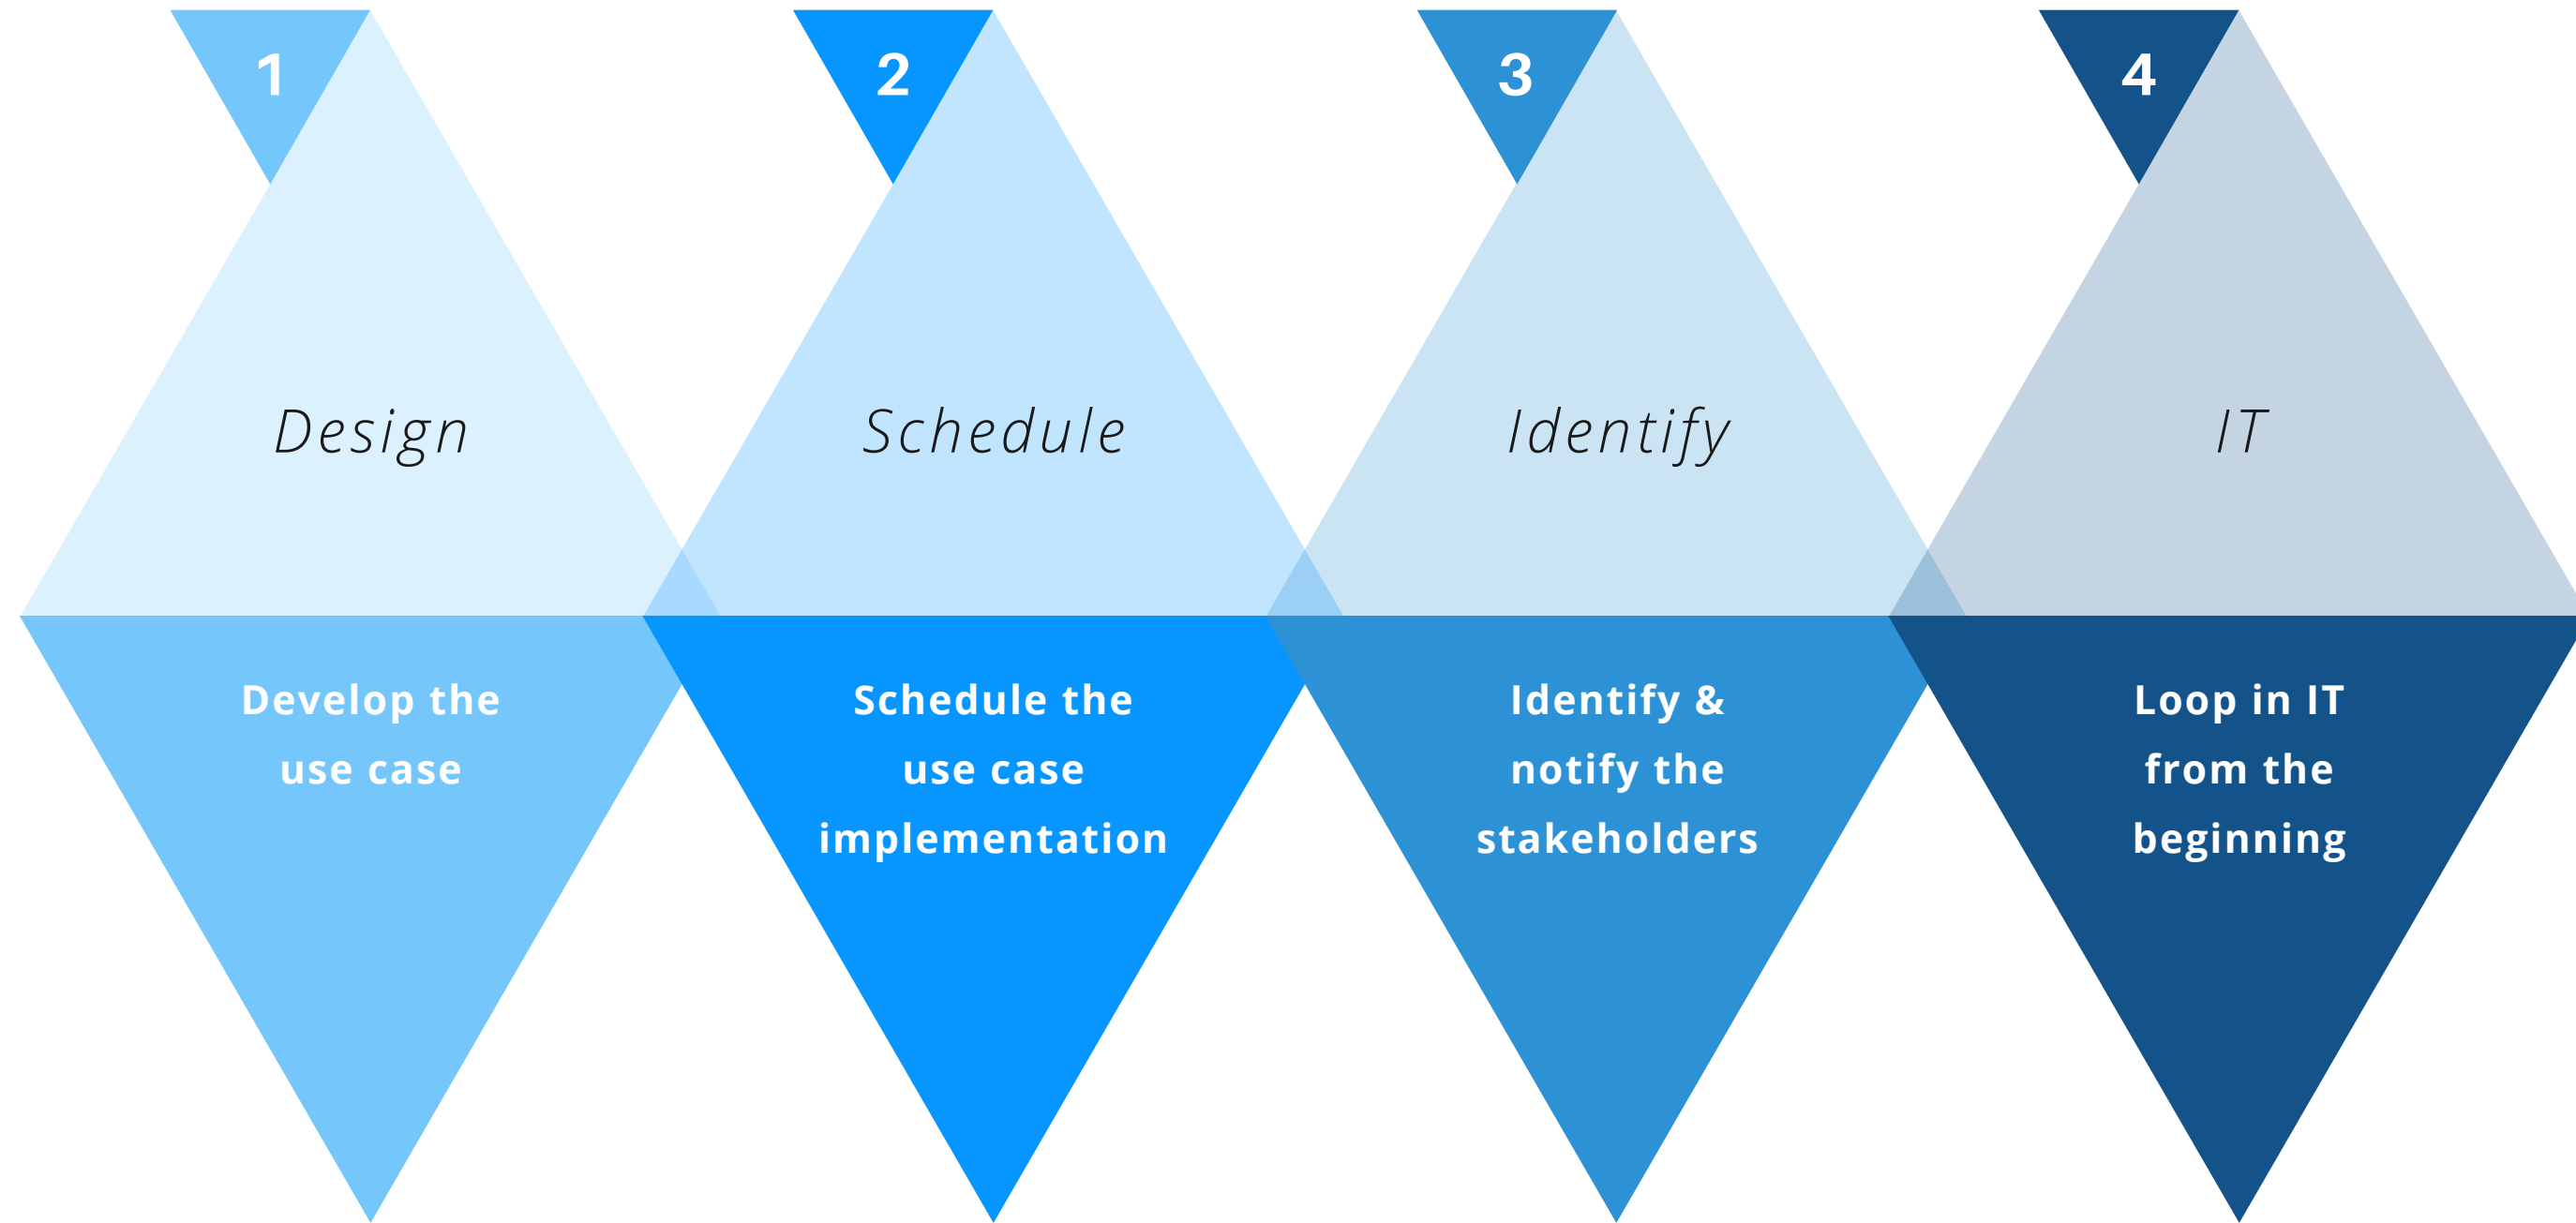 1
Design
Develop the
use case
2
Schedule
Schedule the
use case
implementation
3
Identify
Identify &
notify the
stakeholders
4
IT
Loop in IT
from the
beginning